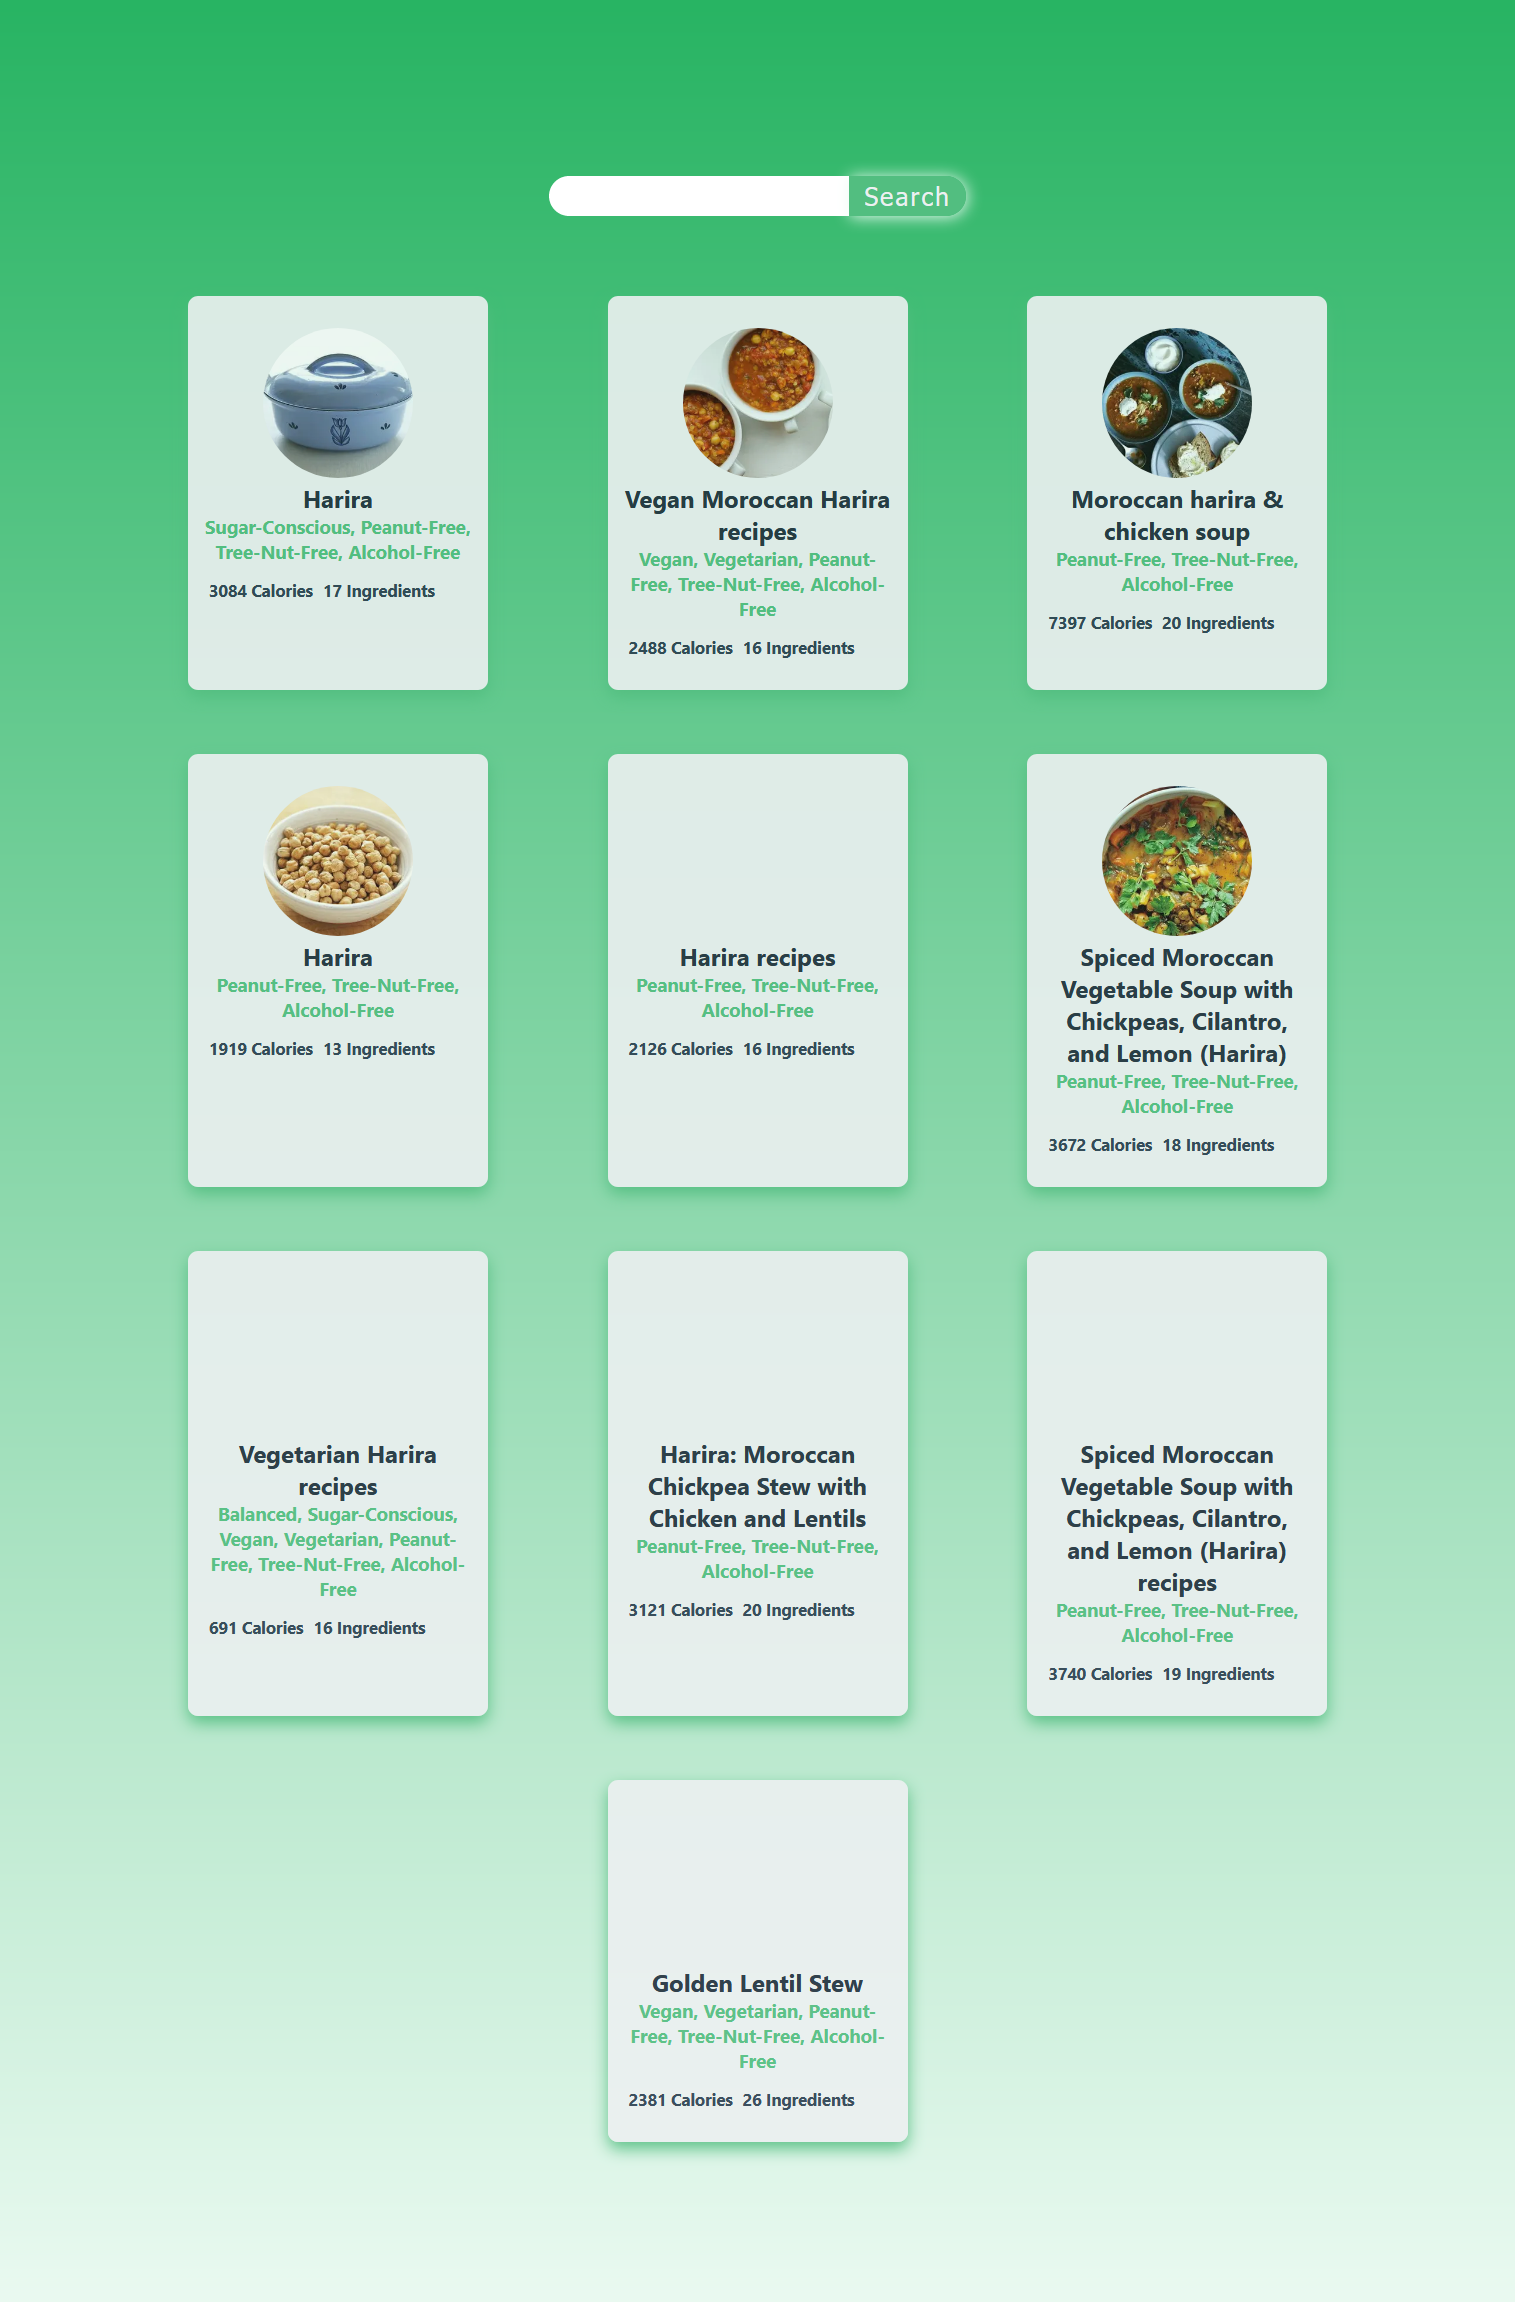 Search
Harira
Sugar-Conscious, Peanut-Free,
Tree-Nut-Free, Alcohol-Free
3084 Calories 17 Ingredients
Vegan Moroccan Harira
recipes
Vegan, Vegetarian, Peanut-
Free, Tree-Nut-Free, Alcohol-
Free
2488 Calories 16 Ingredients
Moroccan harira &
chicken soup
Peanut-Free, Tree-Nut-Free,
Alcohol-Free
7397 Calories 20 Ingredients
Harira
Peanut-Free, Tree-Nut-Free,
Alcohol-Free
1919 Calories 13 Ingredients
Harira recipes
Peanut-Free, Tree-Nut-Free,
Alcohol-Free
2126 Calories 16 Ingredients
Spiced Moroccan
Vegetable Soup with
Chickpeas, Cilantro,
and Lemon (Harira)
Peanut-Free, Tree-Nut-Free,
Alcohol-Free
3672 Calories 18 Ingredients
Vegetarian Harira
recipes
Balanced, Sugar-Conscious,
Vegan, Vegetarian, Peanut-
Free, Tree-Nut-Free, Alcohol-
Free
691 Calories 16 Ingredients
Harira: Moroccan
Chickpea Stew with
Chicken and Lentils
Peanut-Free, Tree-Nut-Free,
Alcohol-Free
3121 Calories 20 Ingredients
Spiced Moroccan
Vegetable Soup with
Chickpeas, Cilantro,
and Lemon (Harira)
recipes
Peanut-Free, Tree-Nut-Free,
Alcohol-Free
3740 Calories 19 Ingredients
Golden Lentil Stew
Vegan, Vegetarian, Peanut-
Free, Tree-Nut-Free, Alcohol-
Free
2381 Calories 26 Ingredients